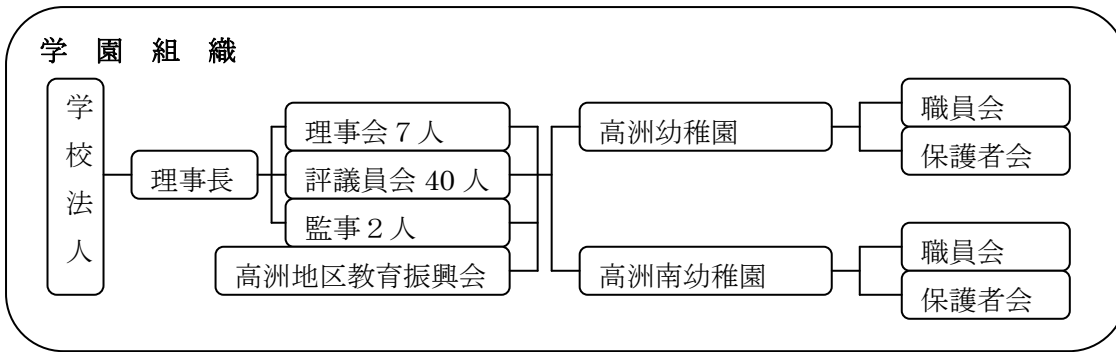 学 園 組 織
学校法人
理事長
理事会７人
評議員会 40 人
監事２人
高洲地区教育振興会
高洲幼稚園
職員会
保護者会
高洲南幼稚園
職員会
保護者会